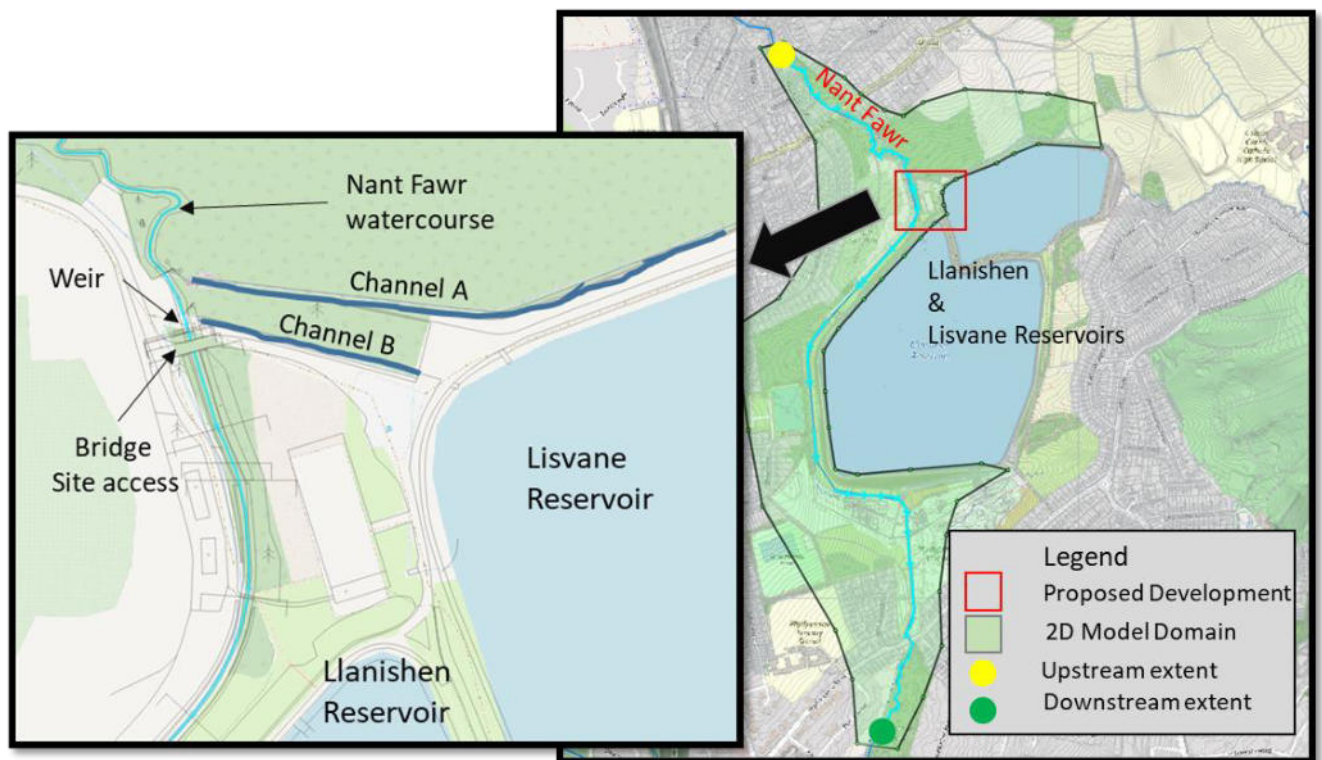 Nant Fawr
watercourse
Weir
Channel A
Channel B
Bridge
Site access
Lisvane
Reservoir
Llanishen
Reservoir
Nant Fawr
Llanishen
&
Lisvane Reservoirs
Legend
Proposed Development
2D Model Domain
Upstream extent
Downstream extent